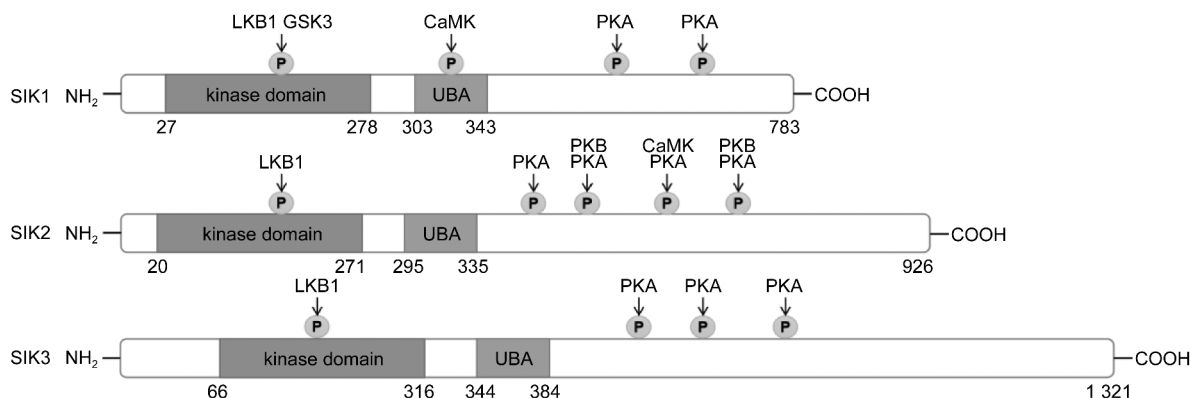 LKB1 GSK3 CaMK PKA PKA
P P P P
SIK1 NH2 kinase domain UBA COOH
27 278 303 343 783
PKB CaMK PKB
LKB1 PKA PKA PKA PKA
P P P P P
SIK2 NH2 kinase domain UBA COOH
20 271 295 335 926
LKB1 PKA PKA PKA
P P P P
SIK3 NH2 kinase domain UBA COOH
66 316 344 384 1 321